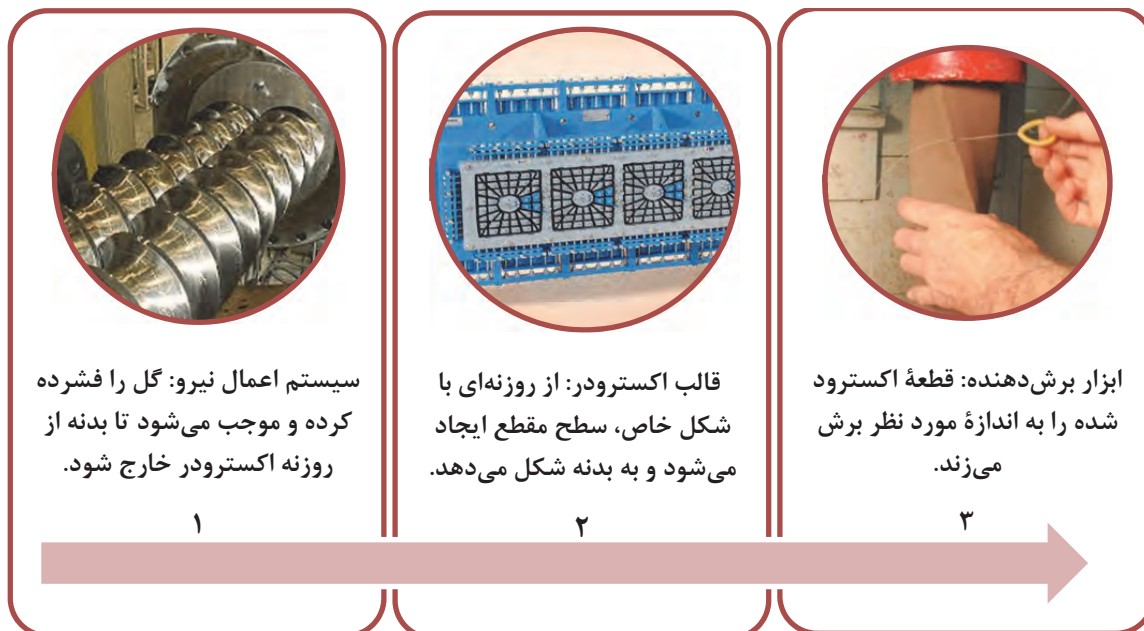 سیستم اعمال نیرو: گل را فشرده
کرده و موجب می‌شود تا بدنه از
روزنه اکسترودر خارج شود.
۱
قالب اکسترودر: از روزنه‌ای با
شکل خاص، سطح مقطع ایجاد
می‌شود و به بدنه شکل می‌دهد.
۲
ابزار برش‌دهنده: قطعهٔ اکسترود
شده را به اندازهٔ مورد نظر برش
می‌زند.
۳